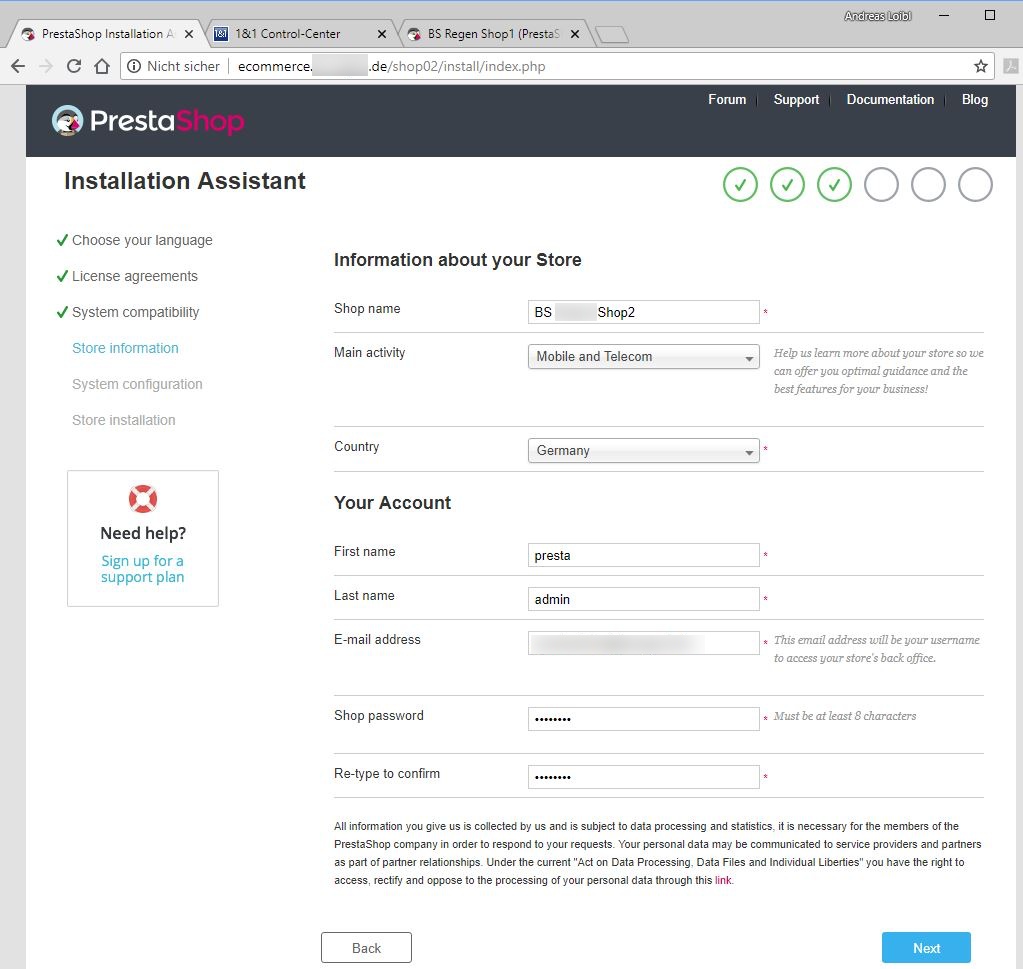 Andreas Loibl
PrestaShop Installation A
1&1 1&1 Control-Center
BS Regen Shop1 (PrestaS
Nicht sicher ecommerce. .de/shop02/install/index.php
PrestaShop
Forum Support Documentation Blog
Installation Assistant
Choose your language
License agreements
System compatibility
Store information
System configuration
Store installation
Need help?
Sign up for a
support plan
Information about your Store
Shop name BS Shop2 *
Main activity Mobile and Telecom
Help us learn more about your store so we
can offer you optimal guidance and the
best features for your business!
Country Germany *
Your Account
First name presta *
Last name admin *
E-mail address * This email address will be your username
to access your store's back office.
Shop password •••••••• * Must be at least 8 characters
Re-type to confirm •••••••• *
All information you give us is collected by us and is subject to data processing and statistics, it is necessary for the members of the
PrestaShop company in order to respond to your requests. Your personal data may be communicated to service providers and partners
as part of partner relationships. Under the current "Act on Data Processing, Data Files and Individual Liberties" you have the right to
access, rectify and oppose to the processing of your personal data through this link.
Back Next